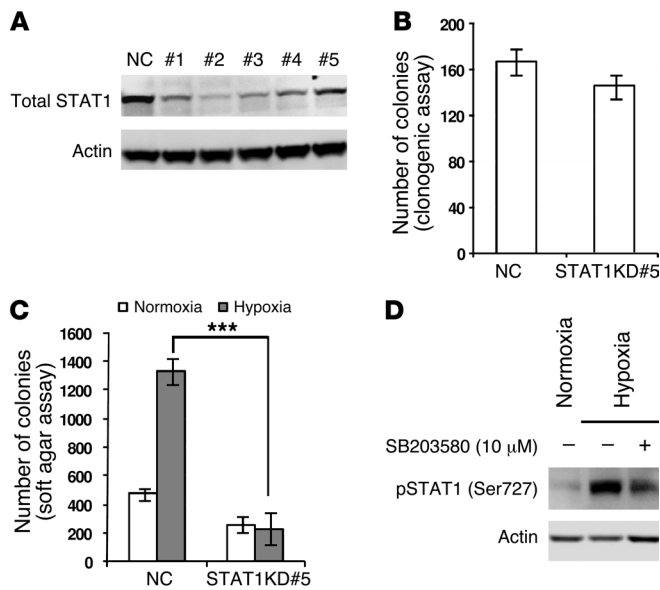 A
NC #1 #2 #3 #4 #5
Total STAT1
Actin
B
Number of colonies
(clonogenic assay)
200
160
120
80
40
0
NC STAT1KD#5
C
Normoxia Hypoxia
***
Number of colonies
(soft agar assay)
1600
1400
1200
1000
800
600
400
200
0
NC STAT1KD#5
D
Normoxia
Hypoxia
SB203580 (10 μM) – – +
pSTAT1 (Ser727)
Actin